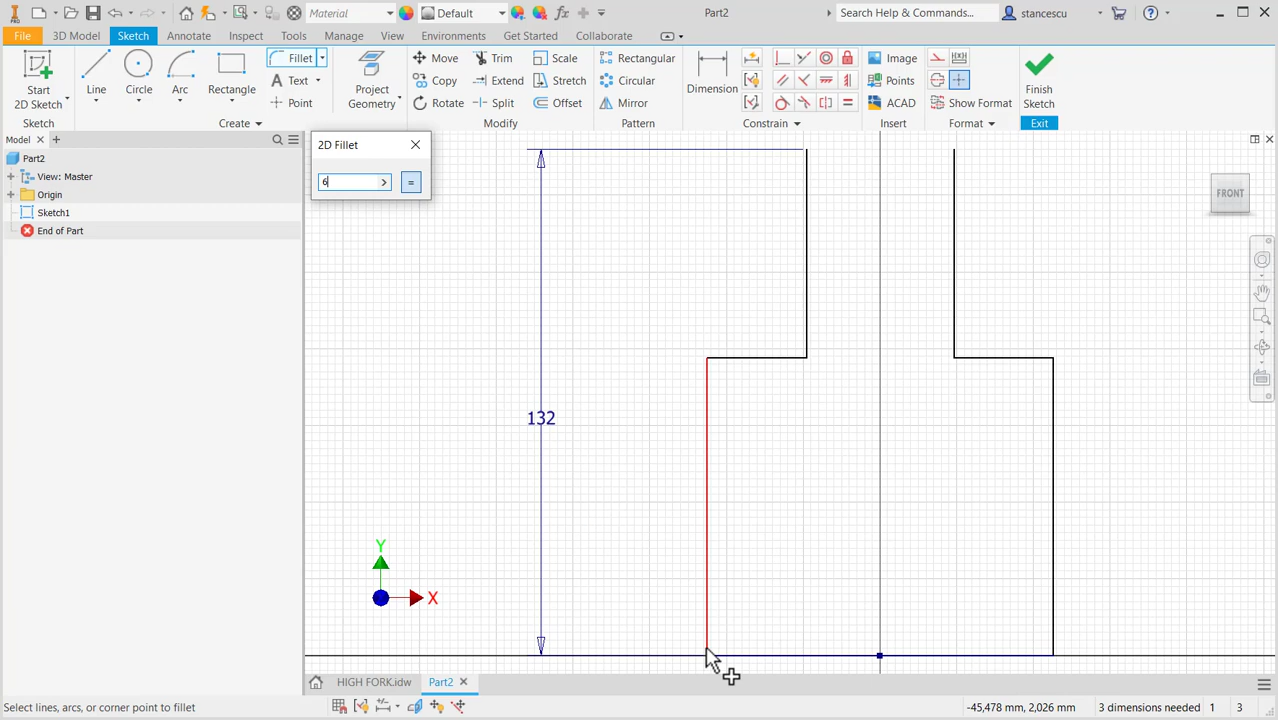 PRO
Material
Default
Part2
Search Help & Commands...
stancescu
File 3D Model Sketch Annotate Inspect Tools Manage View Environments Get Started Collaborate
Start
2D Sketch
Sketch
Line
Circle
Arc
Rectangle
Fillet
Text
Point
Create
Project
Geometry
Move
Copy
Rotate
Trim
Extend
Split
Scale
Stretch
Offset
Modify
Rectangular
Circular
Mirror
Pattern
Dimension
Constrain
Image
Points
ACAD
Insert
Show Format
Format
Finish
Sketch
Exit
Model
Part2
View: Master
Origin
Sketch1
End of Part
2D Fillet
6
=
132
FRONT
Y
X
HIGH FORK.idw
Part2
Select lines, arcs, or corner point to fillet
-45,478 mm, 2,026 mm
3 dimensions needed
1
3